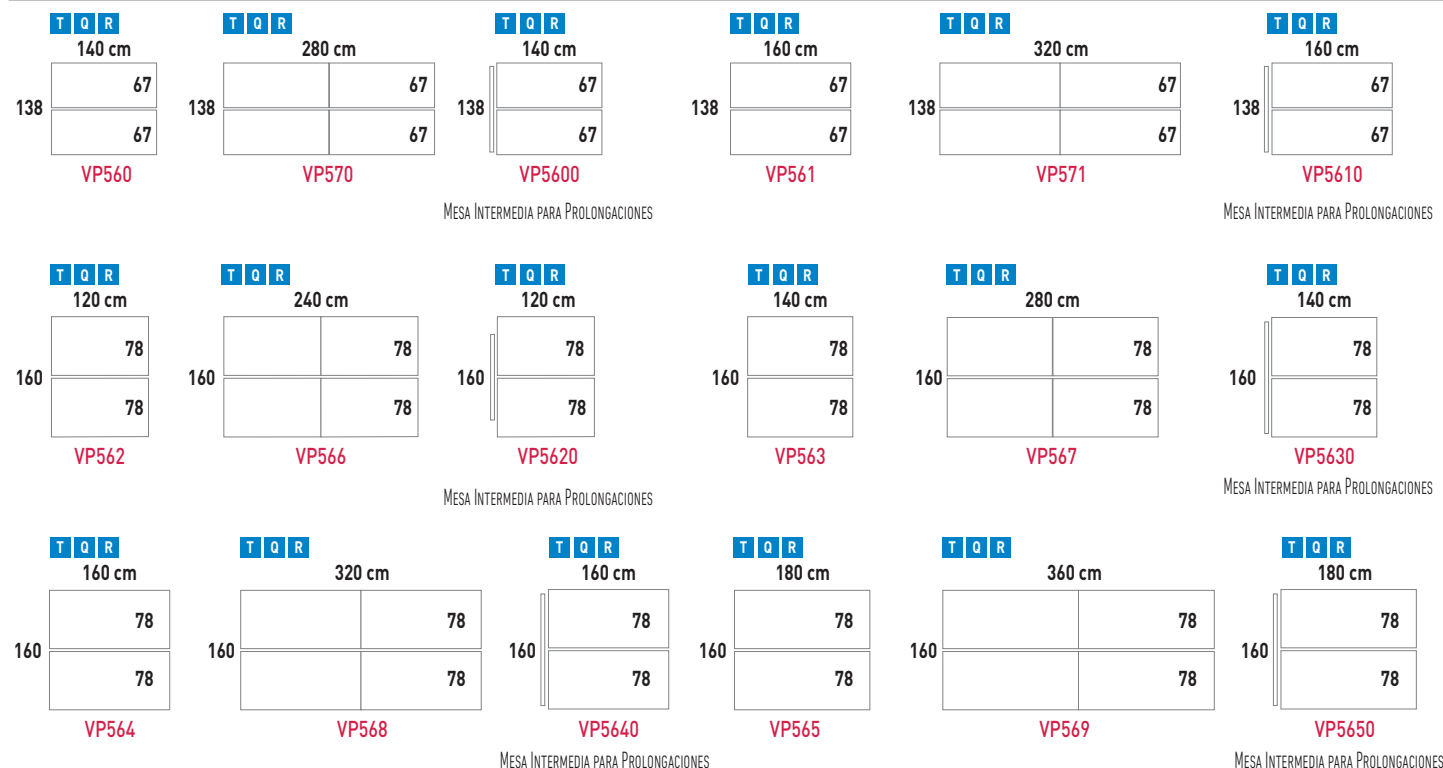 T Q R T Q R T Q R T Q R T Q R T Q R
140 cm 280 cm 140 cm 160 cm 320 cm 160 cm
67 67 67 67 67 67
138 138 138 138 138 138
67 67 67 67 67 67
VP560 VP570 VP5600 VP561 VP571 VP5610
Mesa Intermedia para Prolongaciones Mesa Intermedia para Prolongaciones
T Q R T Q R T Q R T Q R T Q R T Q R
120 cm 240 cm 120 cm 140 cm 280 cm 140 cm
78 78 78 78 78 78
160 160 160 160 160 160
78 78 78 78 78 78
VP562 VP566 VP5620 VP563 VP567 VP5630
Mesa Intermedia para Prolongaciones Mesa Intermedia para Prolongaciones
T Q R T Q R T Q R T Q R T Q R T Q R
160 cm 320 cm 160 cm 180 cm 360 cm 180 cm
78 78 78 78 78 78
160 160 160 160 160 160
78 78 78 78 78 78
VP564 VP568 VP5640 VP565 VP569 VP5650
Mesa Intermedia para Prolongaciones Mesa Intermedia para Prolongaciones